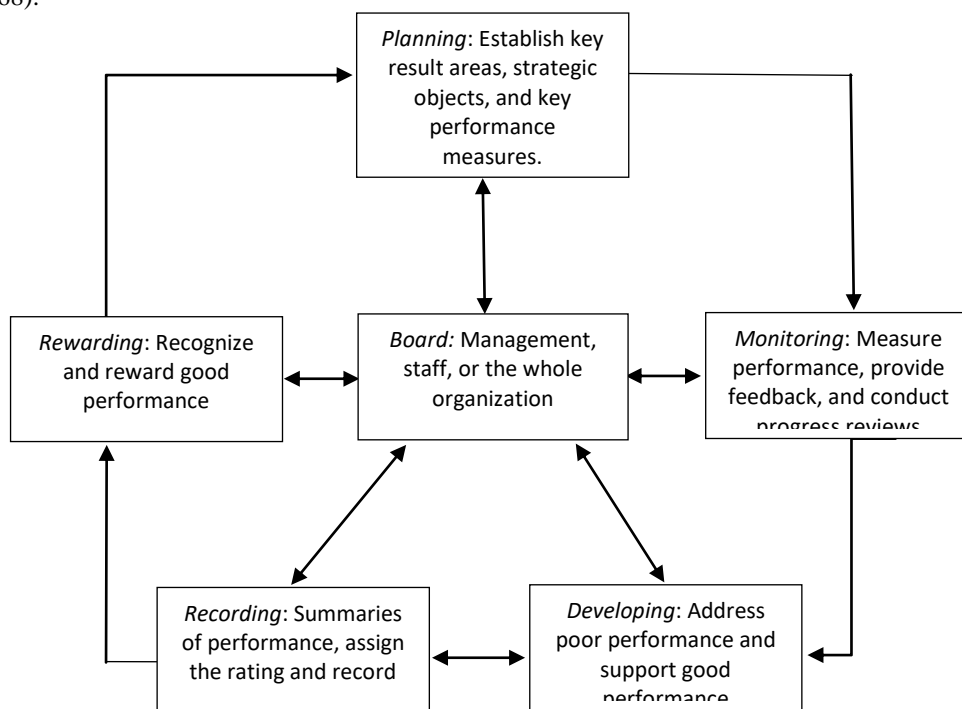 68).
Planning: Establish key
result areas, strategic
objects, and key
performance
measures.
Rewarding: Recognize
and reward good
performance
Board: Management,
staff, or the whole
organization
Monitoring: Measure
performance, provide
feedback, and conduct
progress reviews
Recording: Summaries
of performance, assign
the rating and record
Developing: Address
poor performance and
support good
performance